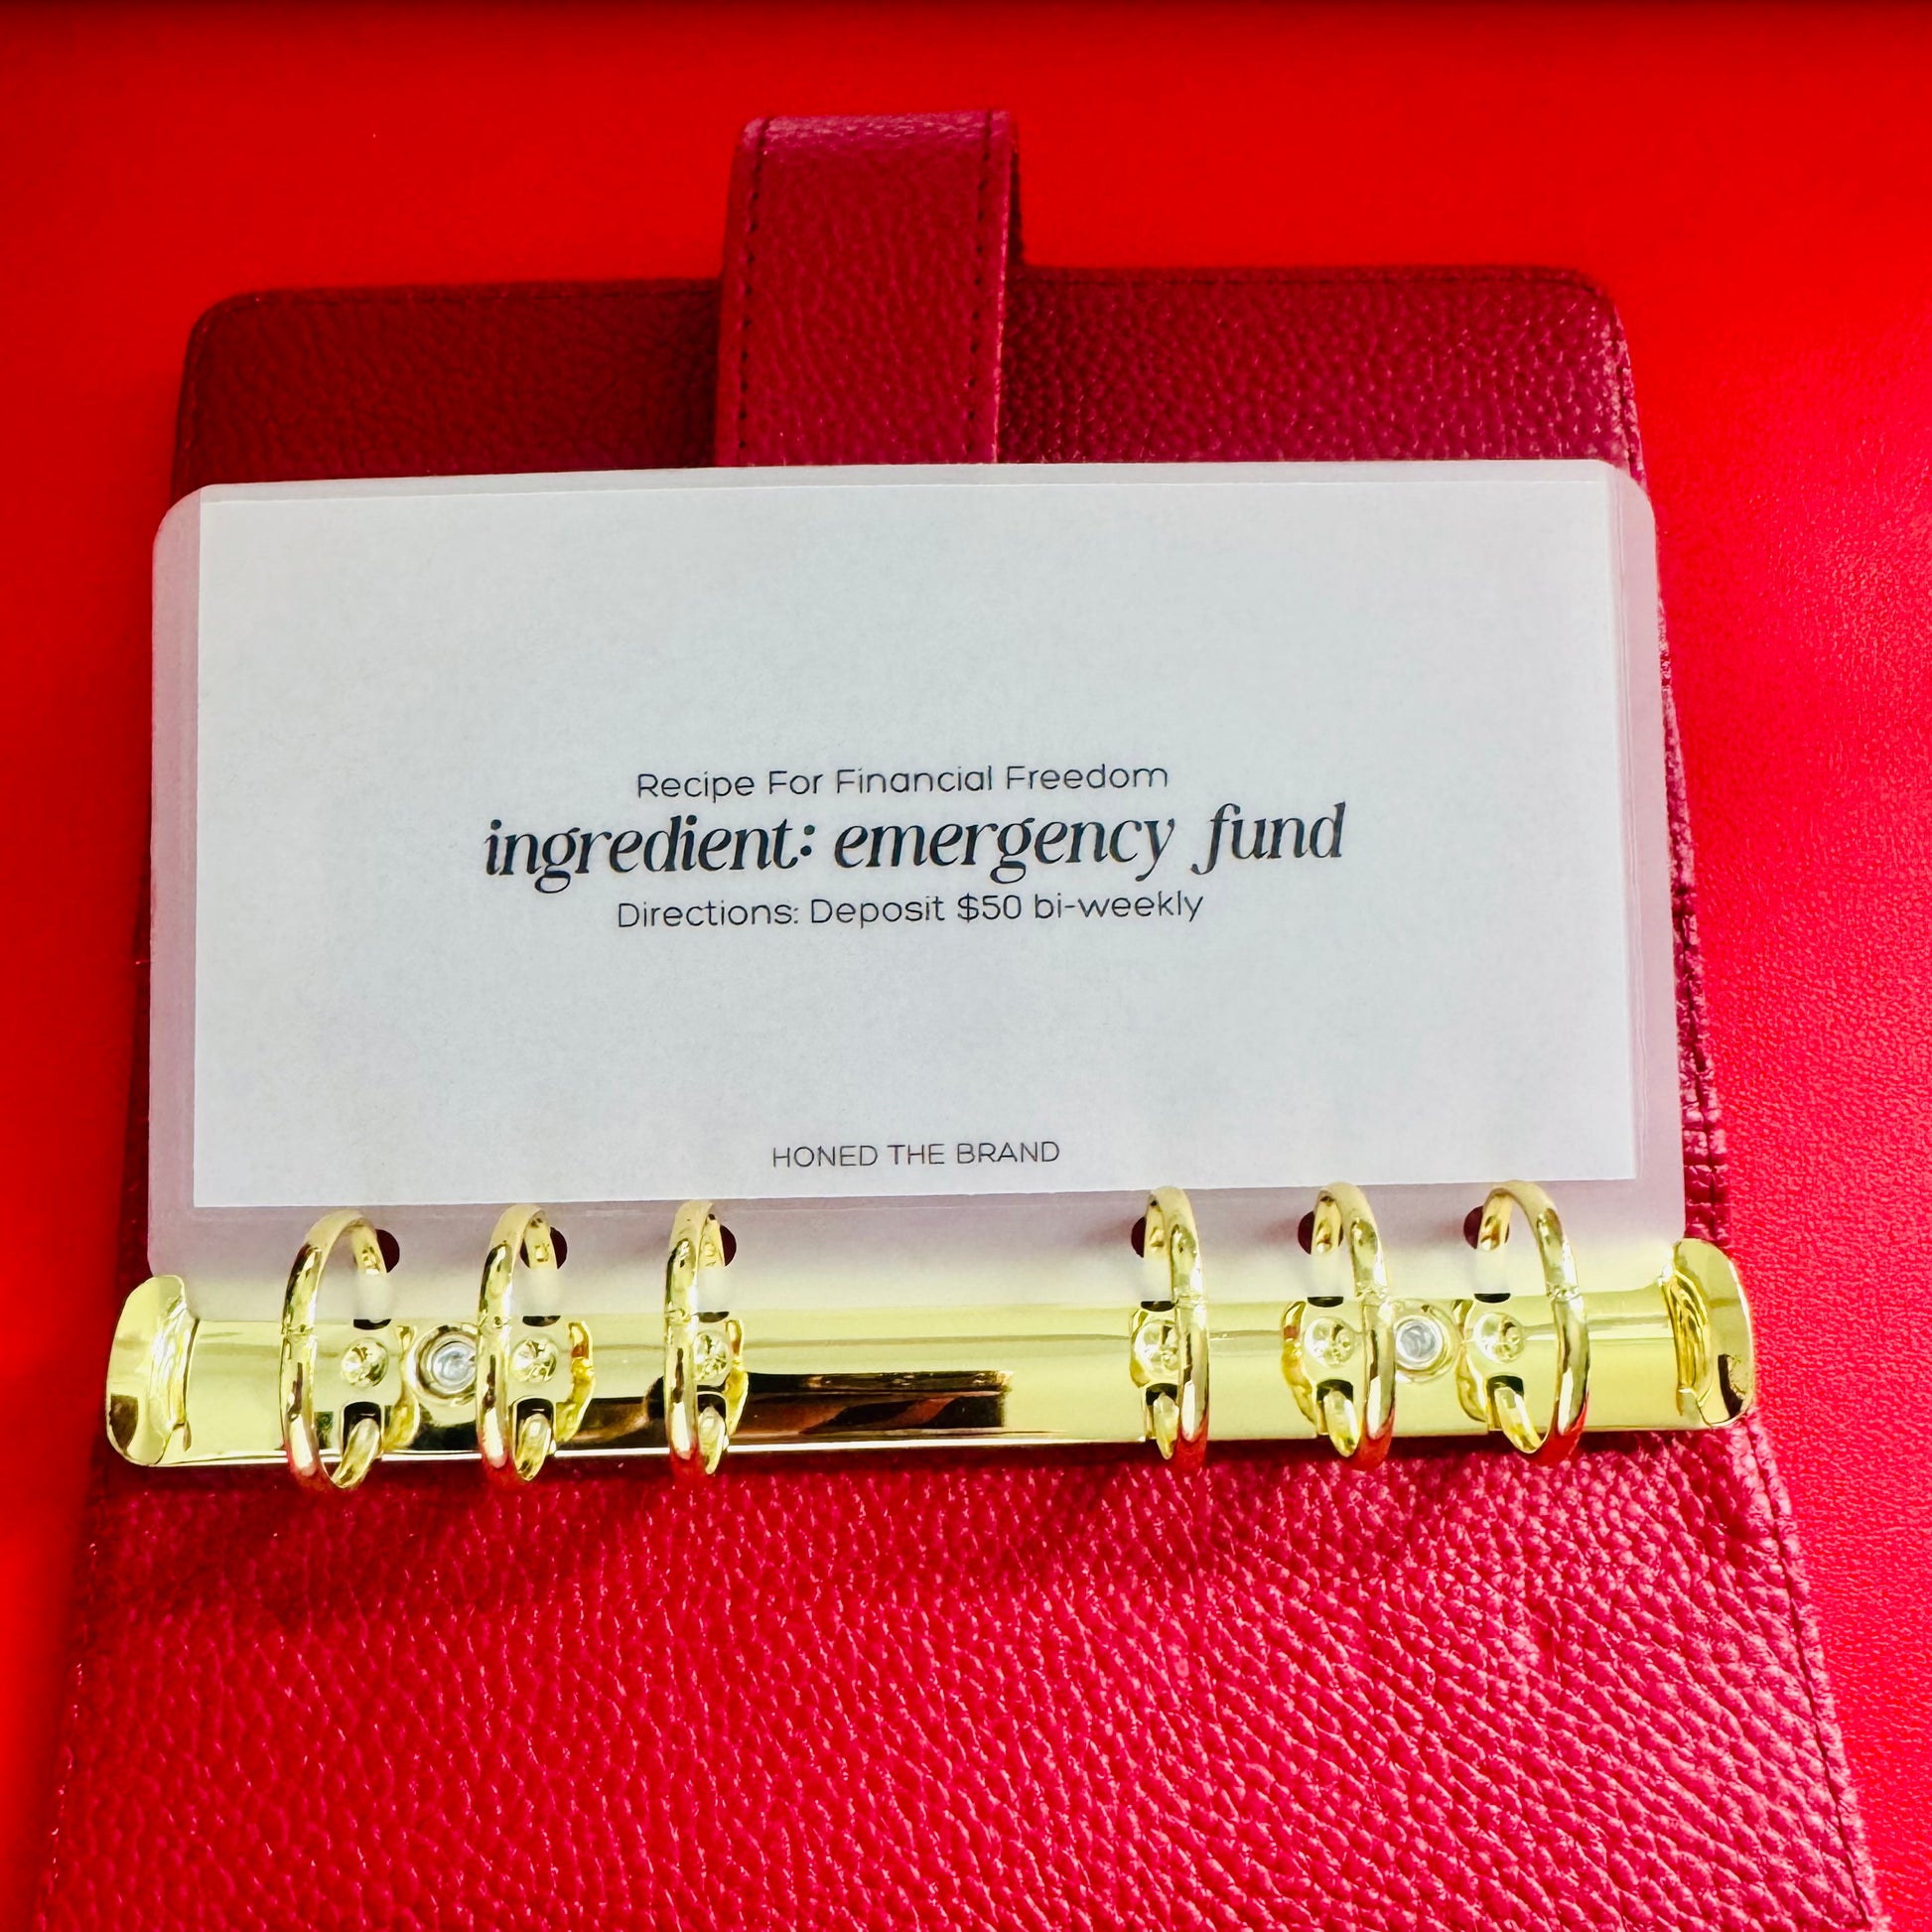 Recipe For Financial Freedom
ingredient: emergency fund
Directions: Deposit $50 bi-weekly
HONED THE BRAND